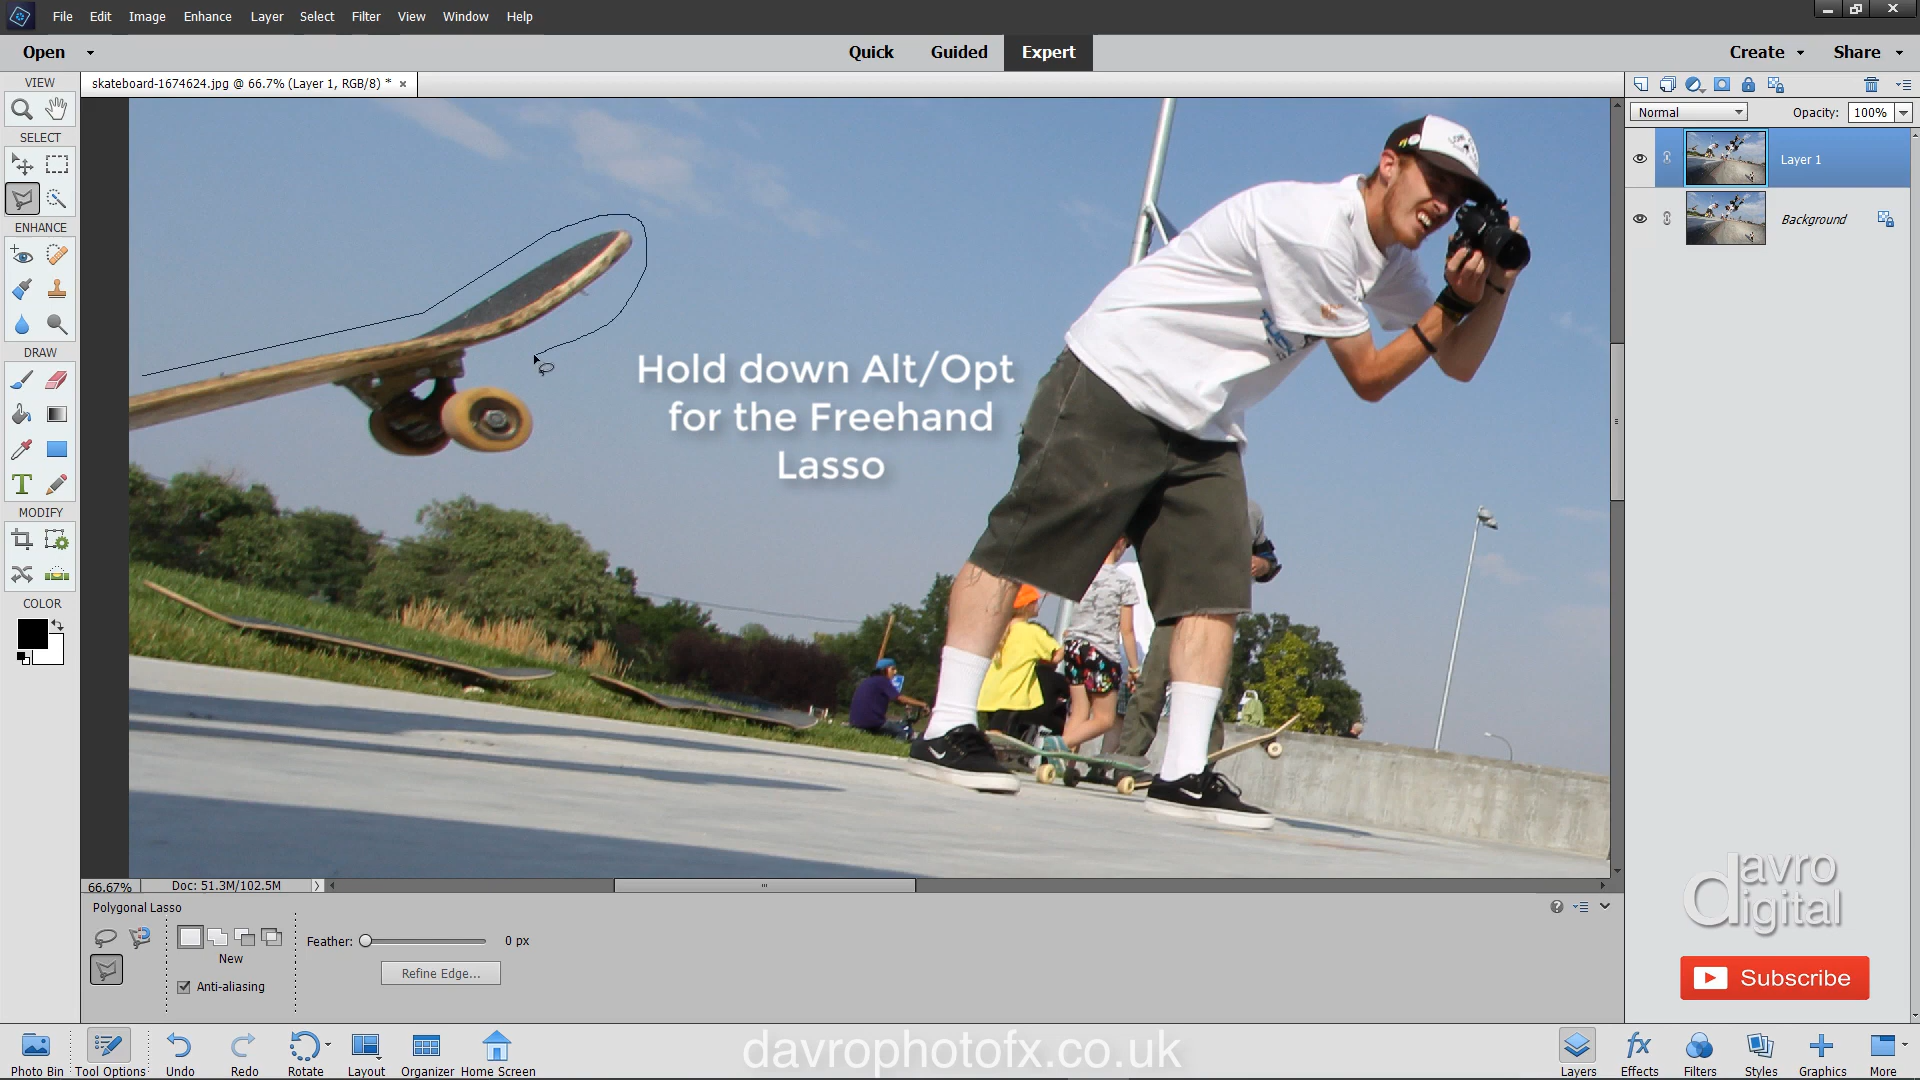 File Edit Image Enhance Layer Select Filter View Window Help
Open Quick Guided Expert Create Share
VIEW
skateboard-1674624.jpg @ 66.7% (Layer 1, RGB/8) * ×
Normal Opacity: 100%
SELECT
Layer 1
Background
ENHANCE
DRAW
Hold down Alt/Opt
for the Freehand
Lasso
T
MODIFY
COLOR
66.67% Doc: 51.3M/102.5M
Polygonal Lasso
Feather: 0 px
New
Refine Edge...
Anti-aliasing
davro
digital
Subscribe
davrophotofx.co.uk
Photo Bin Tool Options Undo Redo Rotate Layout Organizer Home Screen
fx
Layers Effects Filters Styles Graphics More